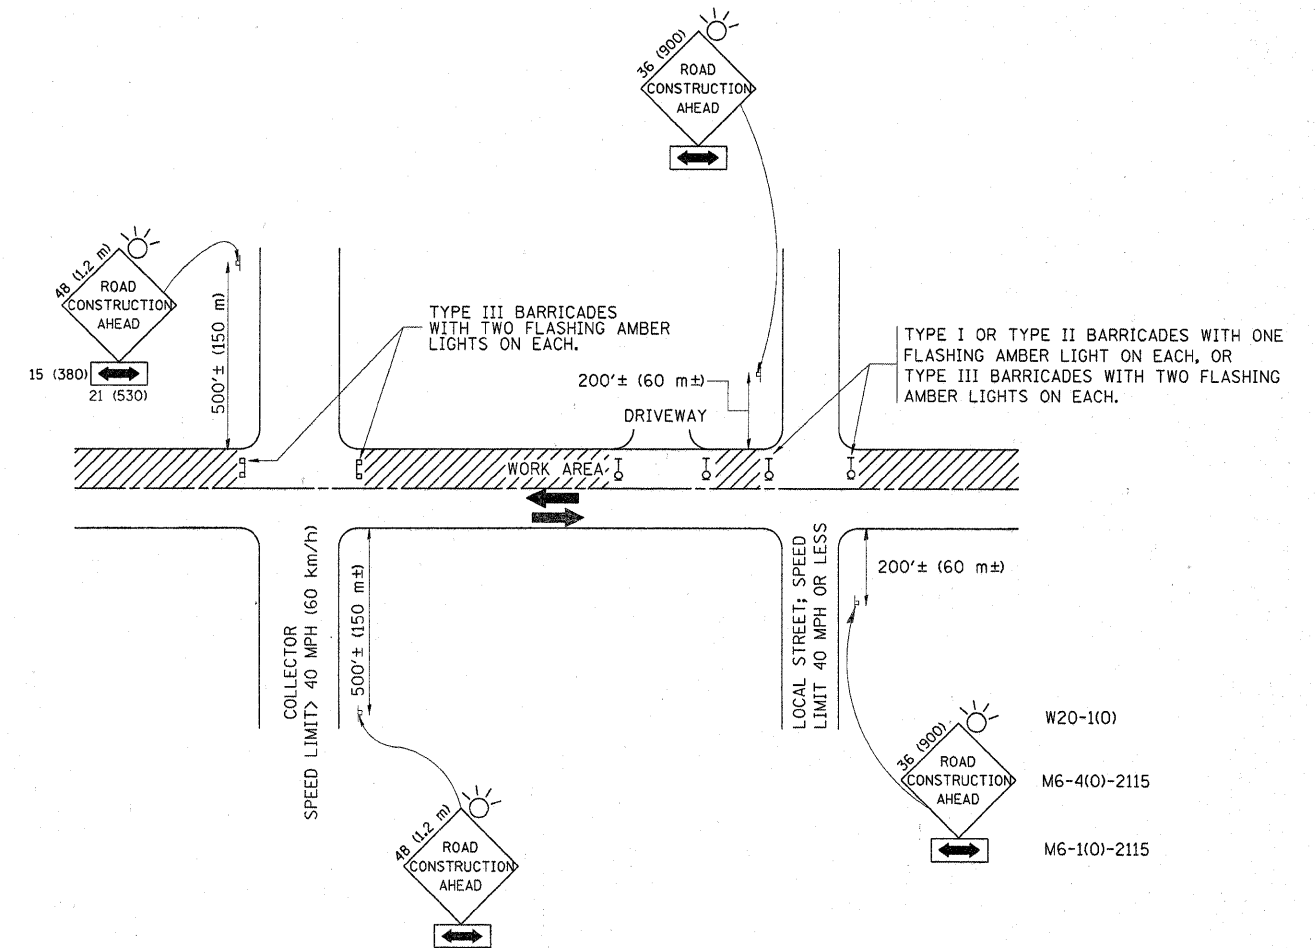 36 (900)
ROAD
CONSTRUCTION
AHEAD
48 (1.2 m)
ROAD
CONSTRUCTION
AHEAD
15 (380)
21 (530)
500'± (150 m)
TYPE III BARRICADES
WITH TWO FLASHING AMBER
LIGHTS ON EACH.
TYPE I OR TYPE II BARRICADES WITH ONE
FLASHING AMBER LIGHT ON EACH, OR
TYPE III BARRICADES WITH TWO FLASHING
AMBER LIGHTS ON EACH.
200'± (60 m±)
DRIVEWAY
WORK AREA
COLLECTOR
SPEED LIMIT> 40 MPH (60 km/h)
500'± (150 m±)
LOCAL STREET; SPEED
LIMIT 40 MPH OR LESS
200'± (60 m±)
36 (900)
ROAD
CONSTRUCTION
AHEAD
W20-1(O)
M6-4(O)-2115
M6-1(O)-2115
48 (1.2 m)
ROAD
CONSTRUCTION
AHEAD